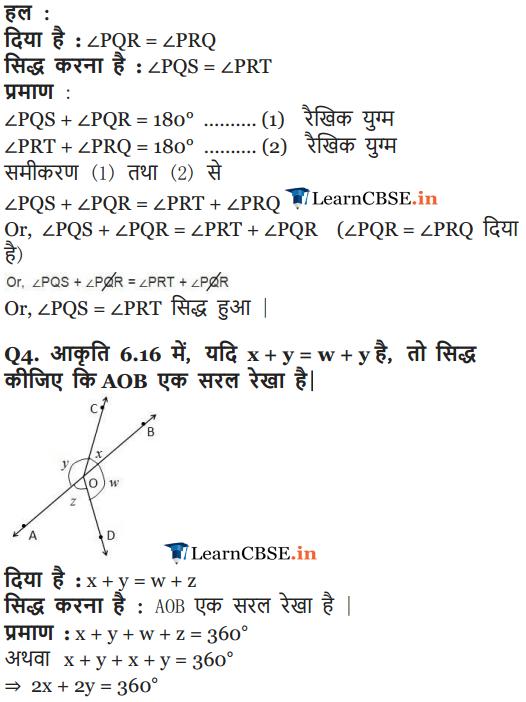 हल :
दिया है : ∠PQR = ∠PRQ
सिद्ध करना है : ∠PQS = ∠PRT
प्रमाण :
∠PQS + ∠PQR = 180° .......... (1) रैखिक युग्म
∠PRT + ∠PRQ = 180° .......... (2) रैखिक युग्म
समीकरण (1) तथा (2) से
∠PQS + ∠PQR = ∠PRT + ∠PRQ LearnCBSE.in
Or, ∠PQS + ∠PQR = ∠PRT + ∠PQR (∠PQR = ∠PRQ दिया
है)
Or, ∠PQS + ∠PQR = ∠PRT + ∠PQR
Or, ∠PQS = ∠PRT सिद्ध हुआ |
Q4. आकृति 6.16 में, यदि x + y = w + y है, तो सिद्ध
कीजिए कि AOB एक सरल रेखा है|
C
B
x
y
O w
z
A
D
LearnCBSE.in
दिया है : x + y = w + z
सिद्ध करना है : AOB एक सरल रेखा है |
प्रमाण : x + y + w + z = 360°
अथवा x + y + x + y = 360°
⇒ 2x + 2y = 360°